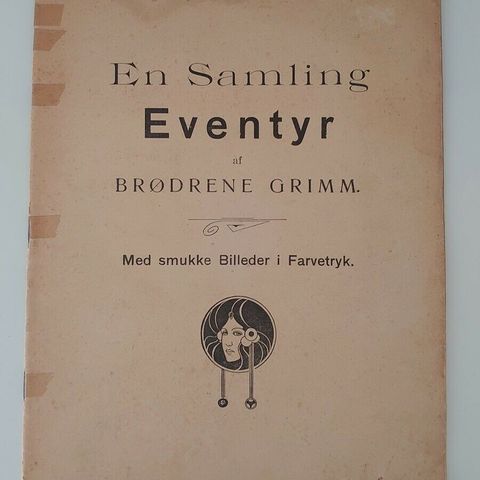 En Samling
Eventyr
af
BRØDRENE GRIMM.
Med smukke Billeder i Farvetryk.